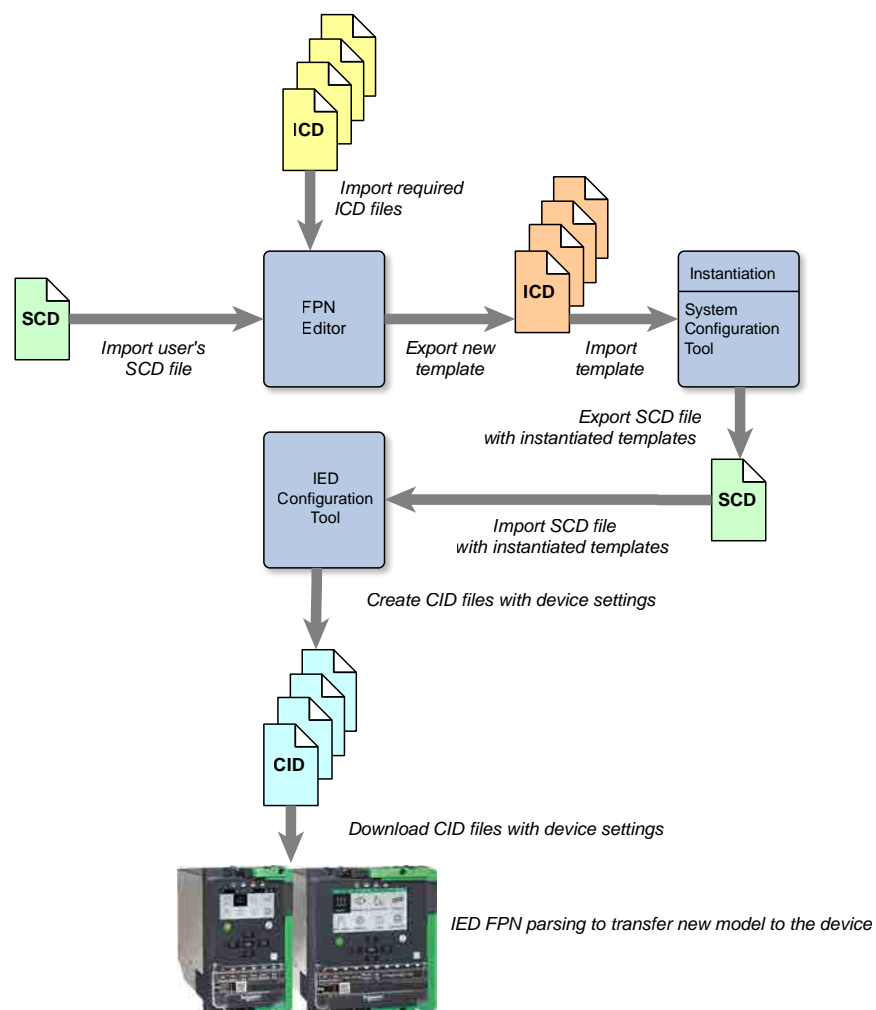 ICD
Import required
ICD files
SCD
Import user's
SCD file
FPN
Editor
Export new
template
ICD
Import
template
Instantiation
System
Configuration
Tool
Export SCD file
with instantiated templates
SCD
Import SCD file
with instantiated templates
IED
Configuration
Tool
Create CID files with device settings
CID
Download CID files with device settings
IED FPN parsing to transfer new model to the device